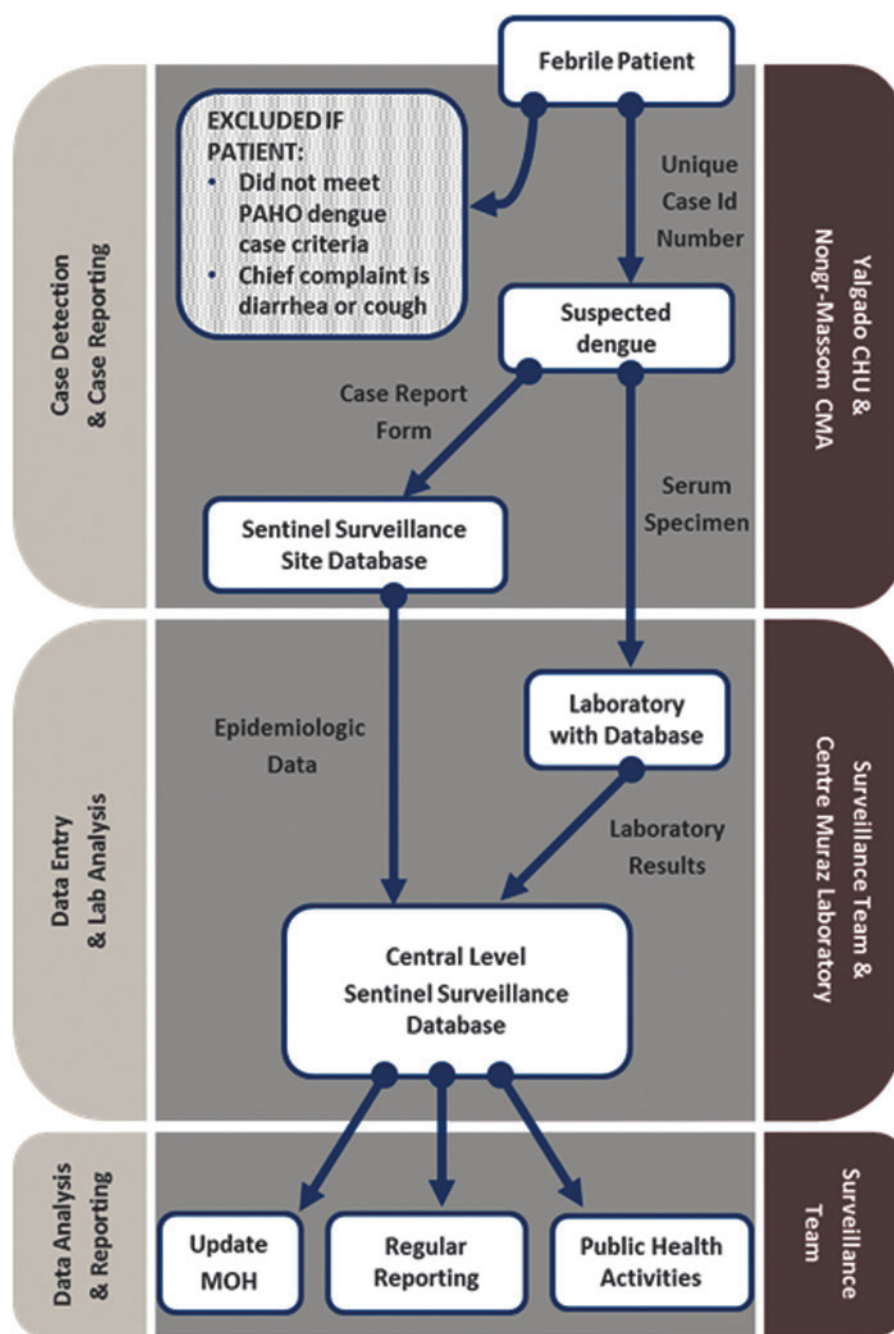 Febrile Patient
EXCLUDED IF
PATIENT:
• Did not meet
PAHO dengue
case criteria
• Chief complaint is
diarrhea or cough
Unique
Case Id
Number
Suspected
dengue
Case Report
Form
Serum
Specimen
Sentinel Surveillance
Site Database
Case Detection
& Case Reporting
Yalgado CHU &
Nongr-Massom CMA
Laboratory
with Database
Epidemiologic
Data
Laboratory
Results
Central Level
Sentinel Surveillance
Database
Data Entry
& Lab Analysis
Surveillance Team &
Centre Muraz Laboratory
Update
MOH
Regular
Reporting
Public Health
Activities
Data Analysis
& Reporting
Surveillance
Team